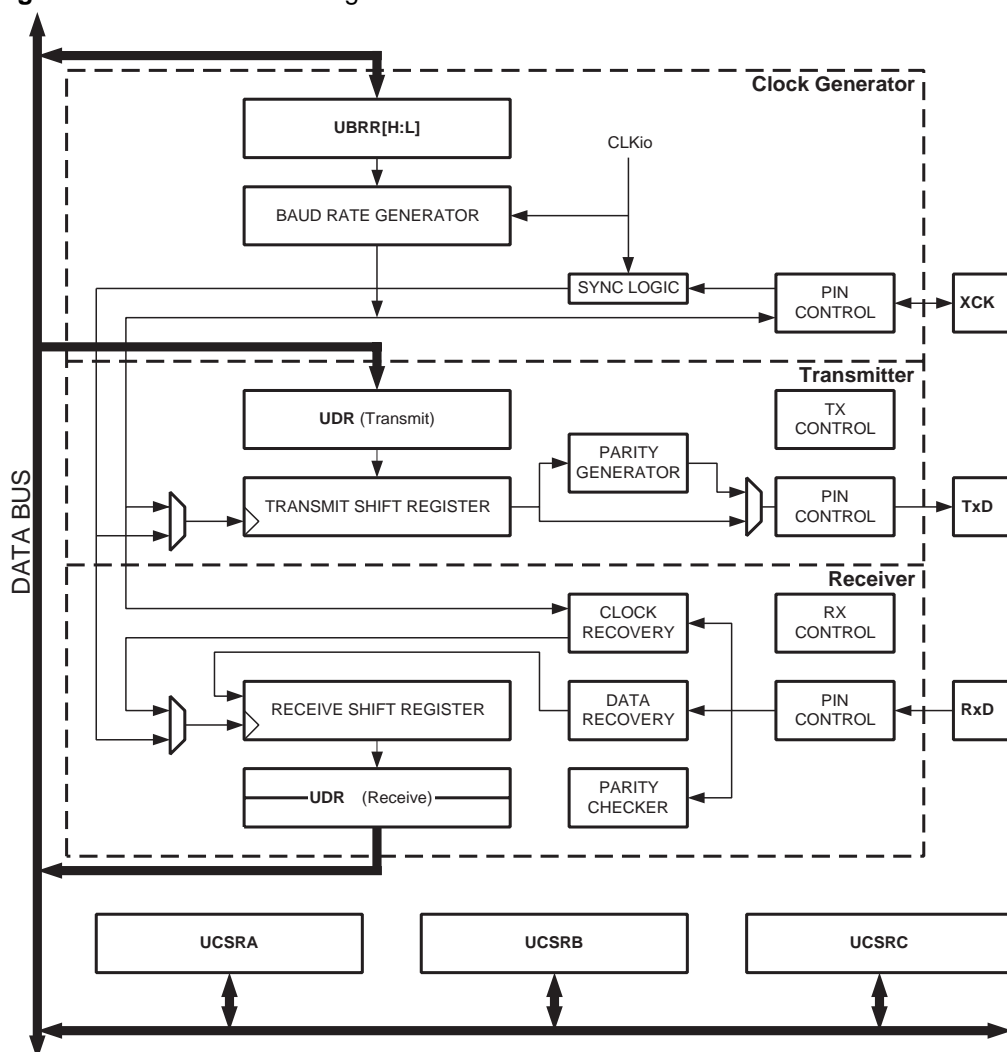 Clock Generator
UBRR[H:L]
CLKio
BAUD RATE GENERATOR
SYNC LOGIC
PIN
CONTROL
XCK
Transmitter
UDR (Transmit)
TX
CONTROL
PARITY
GENERATOR
TRANSMIT SHIFT REGISTER
PIN
CONTROL
TxD
DATA BUS
Receiver
CLOCK
RECOVERY
RX
CONTROL
RECEIVE SHIFT REGISTER
DATA
RECOVERY
PIN
CONTROL
RxD
UDR (Receive)
PARITY
CHECKER
UCSRA
UCSRB
UCSRC